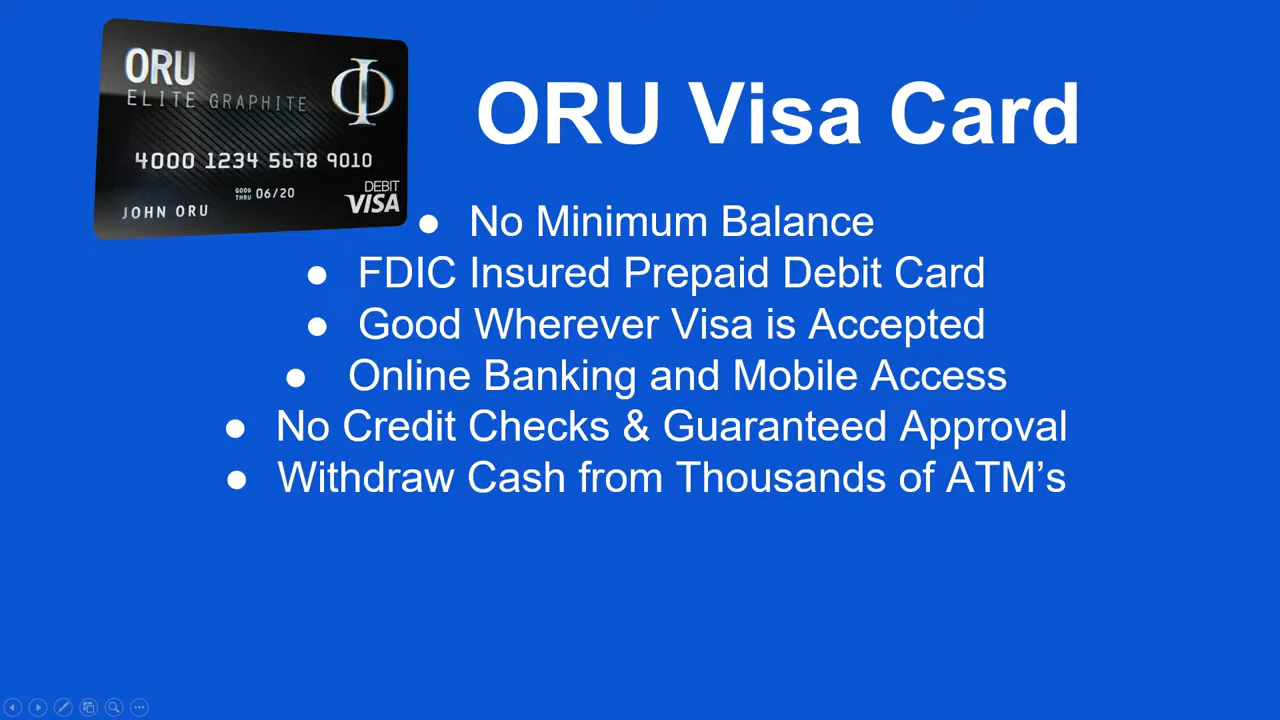 ORU
ELITE GRAPHITE
4000 1234 5678 9010
GOOD THRU 06/20
JOHN ORU
DEBIT
VISA
ORU Visa Card
● No Minimum Balance
● FDIC Insured Prepaid Debit Card
● Good Wherever Visa is Accepted
● Online Banking and Mobile Access
● No Credit Checks & Guaranteed Approval
● Withdraw Cash from Thousands of ATM’s